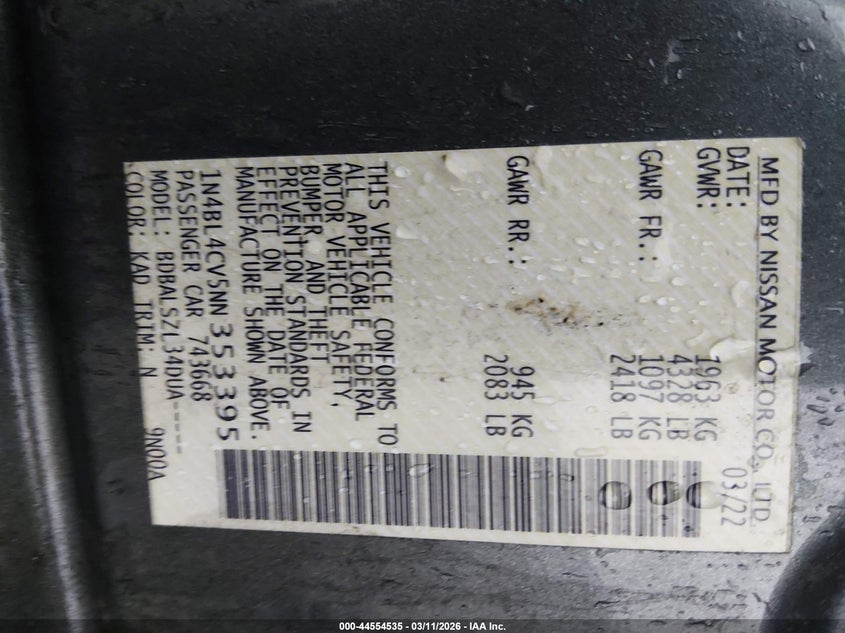 MFD BY NISSAN MOTOR CO., LTD.
DATE: 03/22
GVWR: 1963 KG
4328 LB
GAWR FR.: 1097 KG
2418 LB
GAWR RR.: 945 KG
2083 LB
THIS VEHICLE CONFORMS TO
ALL APPLICABLE FEDERAL
MOTOR VEHICLE SAFETY,
BUMPER AND THEFT
PREVENTION STANDARDS IN
EFFECT ON THE DATE OF
MANUFACTURE SHOWN ABOVE.
1N4BL4CV5NN353395
PASSENGER CAR 743668
MODEL: BDBALSZL34DUA-----
COLOR: KAD TRIM: N 9N00A
000-44554535 - 03/11/2026 - IAA Inc.